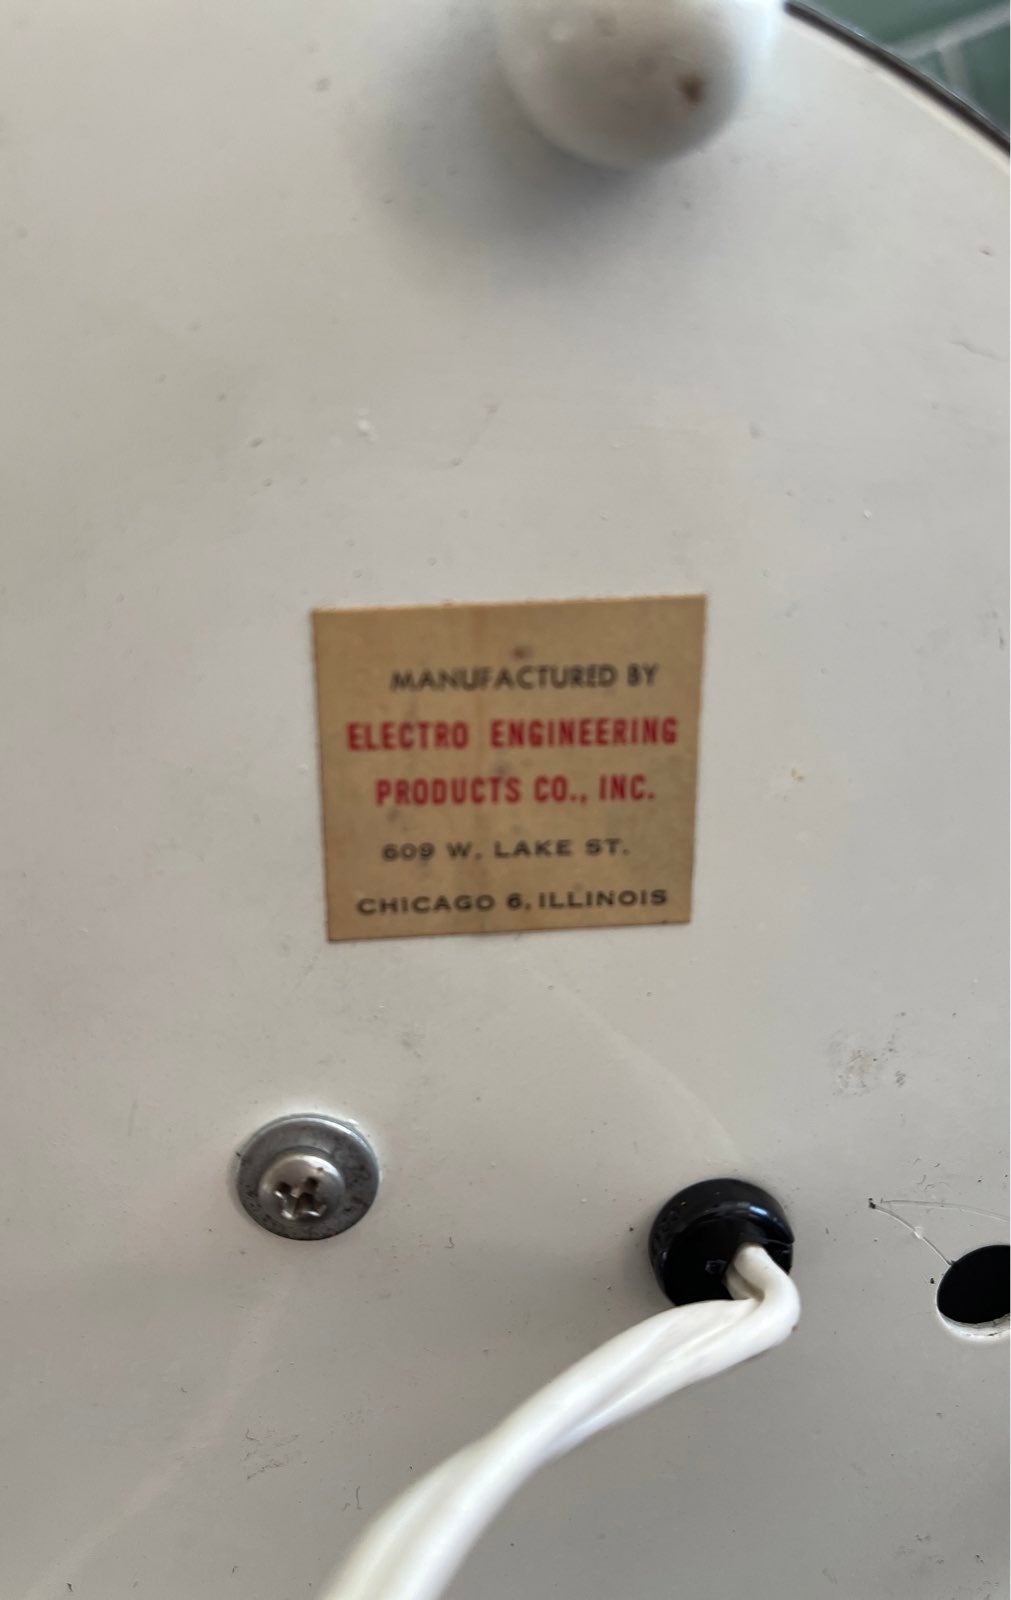 MANUFACTURED BY
ELECTRO ENGINEERING
PRODUCTS CO., INC.
609 W. LAKE ST.
CHICAGO 6, ILLINOIS